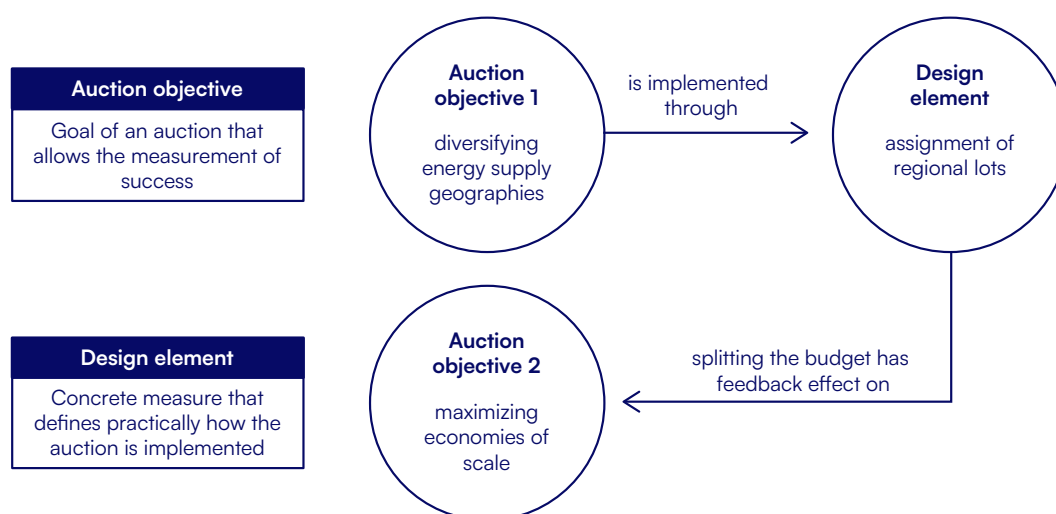 Auction objective
Goal of an auction that
allows the measurement of
success
Auction
objective 1
diversifying
energy supply
geographies
is implemented
through
Design
element
assignment of
regional lots
Design element
Concrete measure that
defines practically how the
auction is implemented
Auction
objective 2
maximizing
economies of
scale
splitting the budget has
feedback effect on